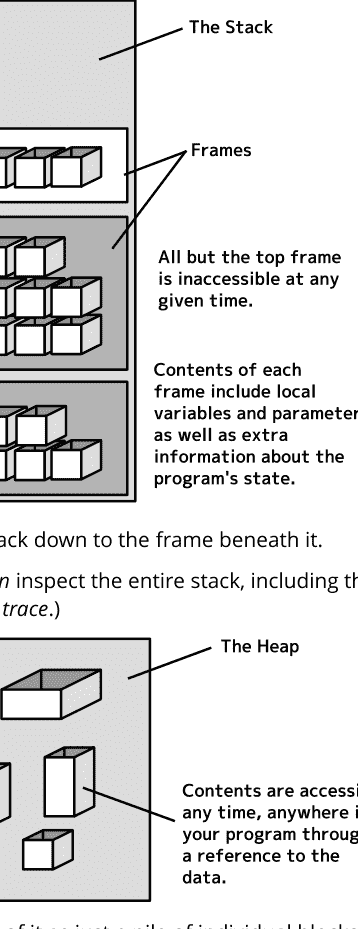 The Stack
Frames
All but the top frame
is inaccessible at any
given time.
Contents of each
frame include local
variables and parameter
as well as extra
information about the
program's state.
ack down to the frame beneath it.
n inspect the entire stack, including th
trace.)
The Heap
Contents are accessi
any time, anywhere i
your program throug
a reference to the
data.